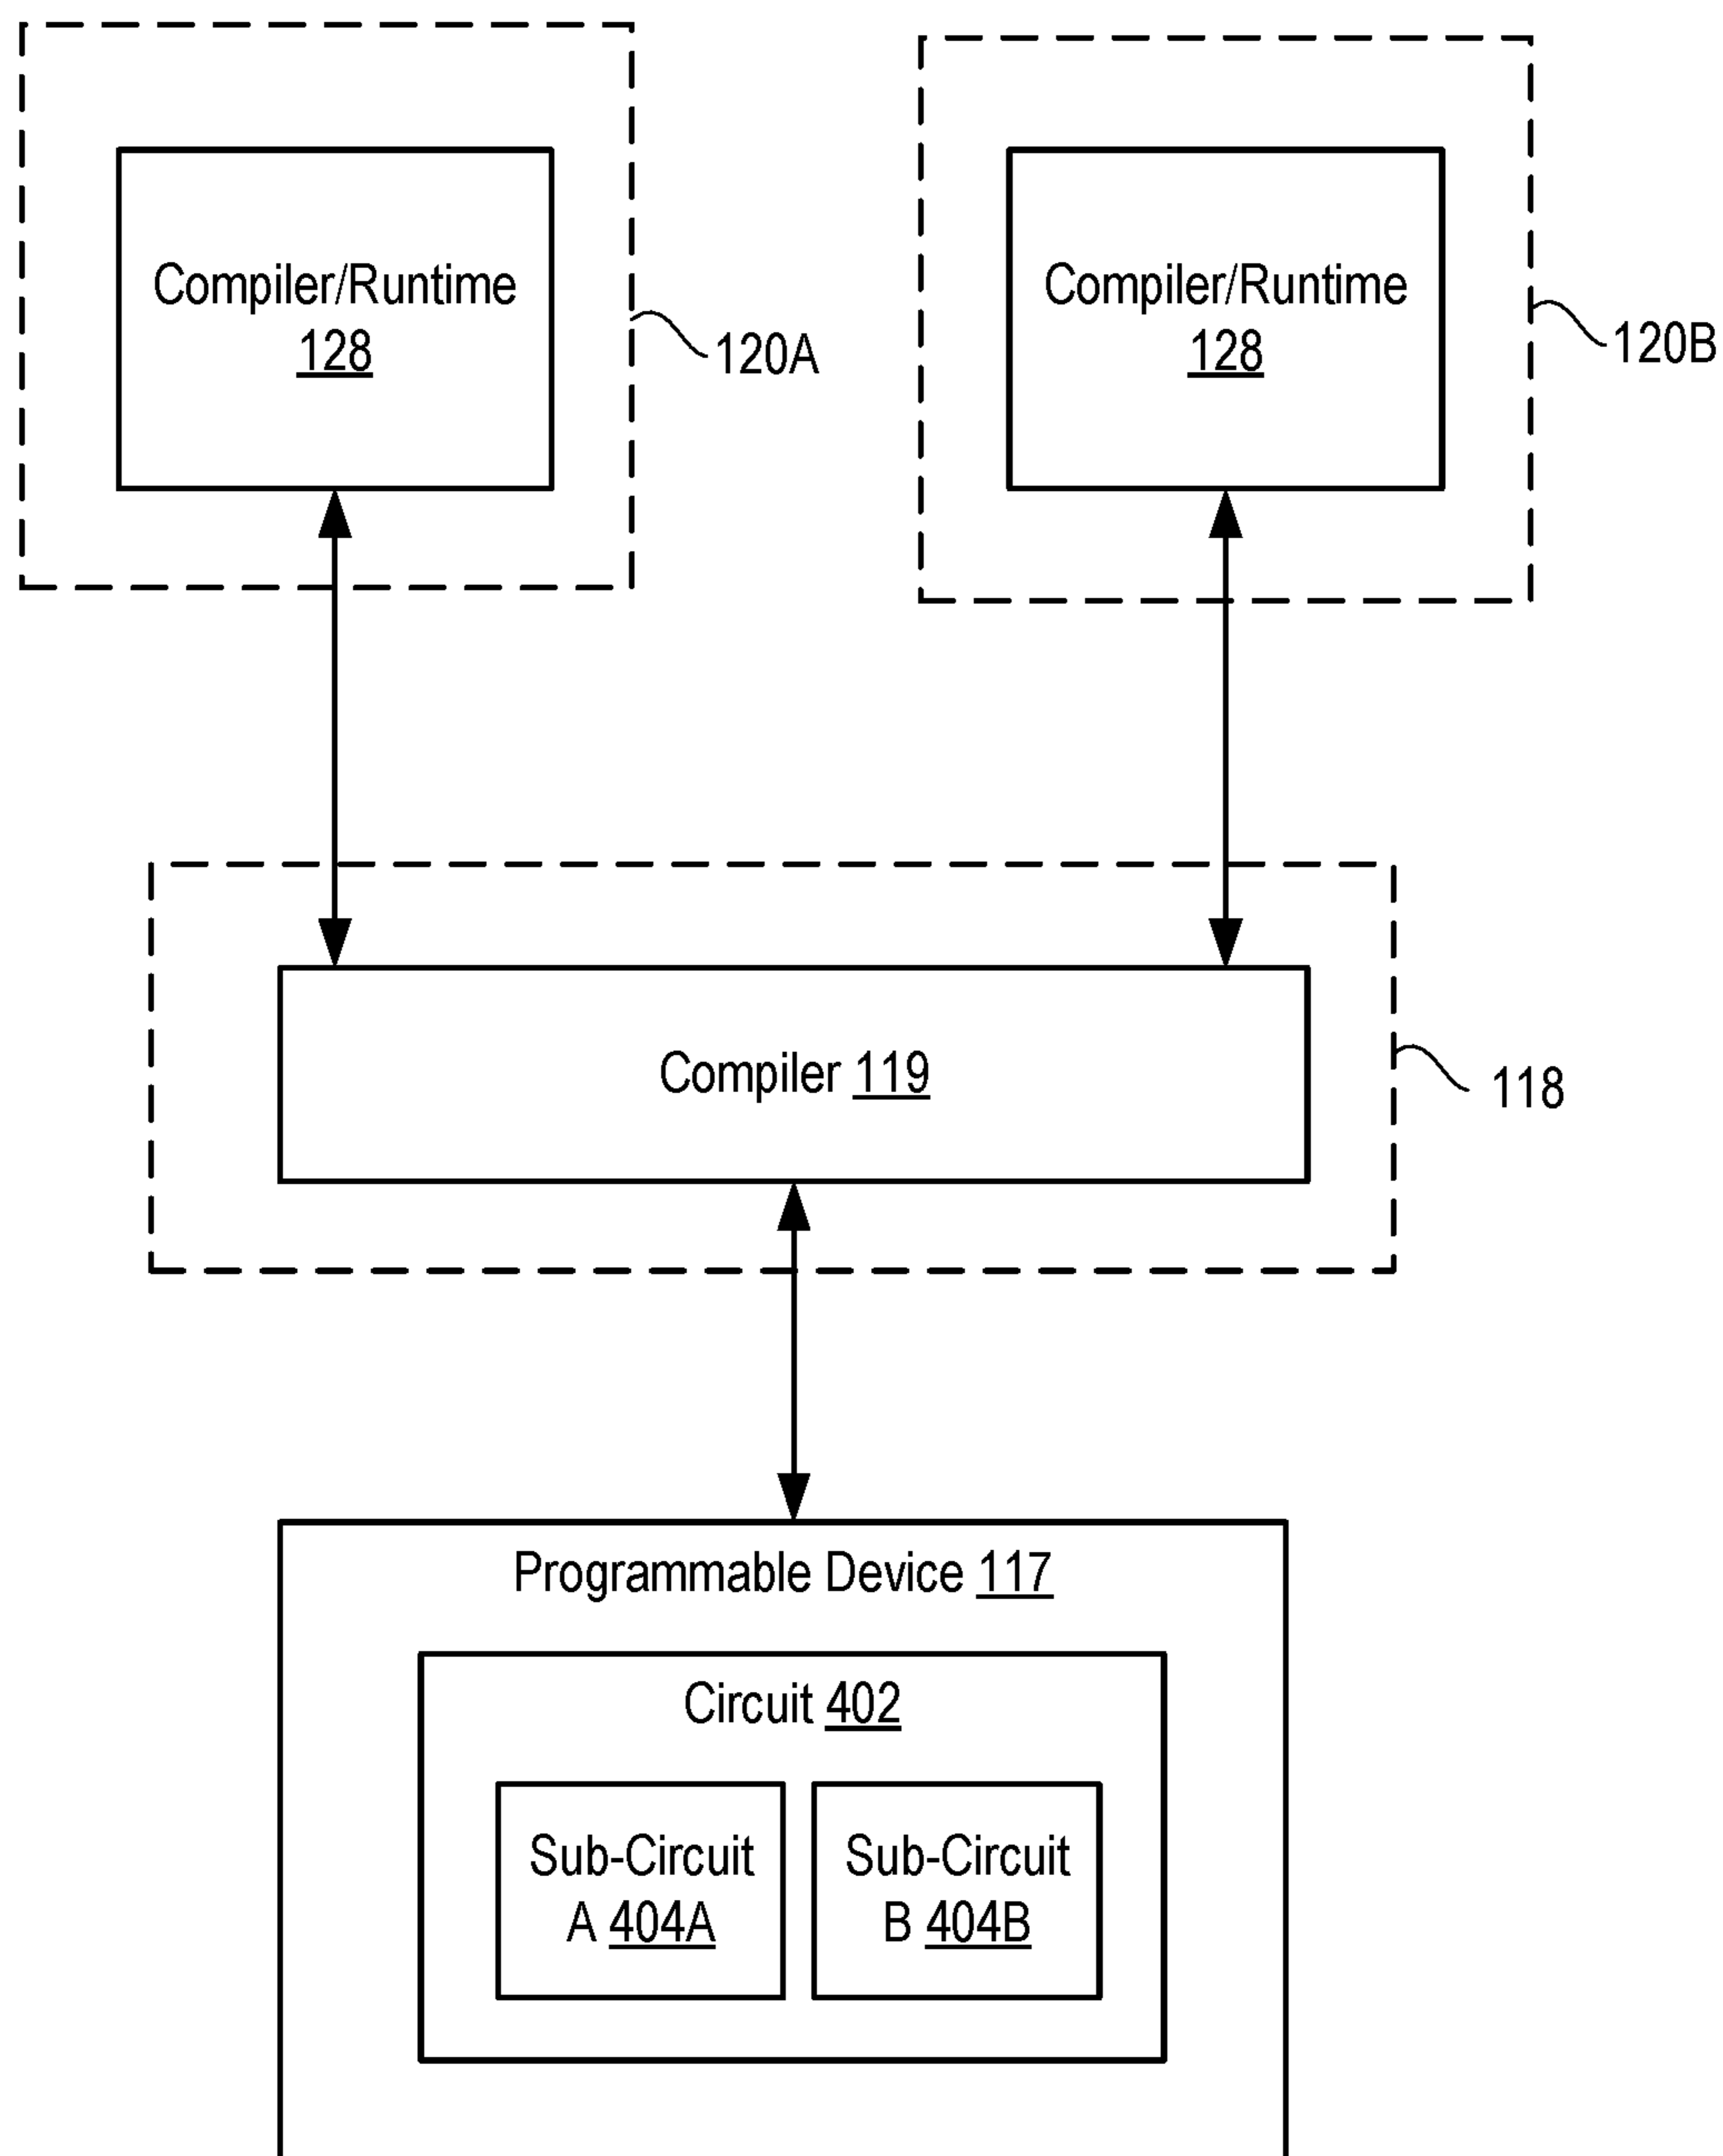 Compiler/Runtime
128
120A
Compiler/Runtime
128
120B
Compiler 119
118
Programmable Device 117
Circuit 402
Sub-Circuit
A 404A
Sub-Circuit
B 404B